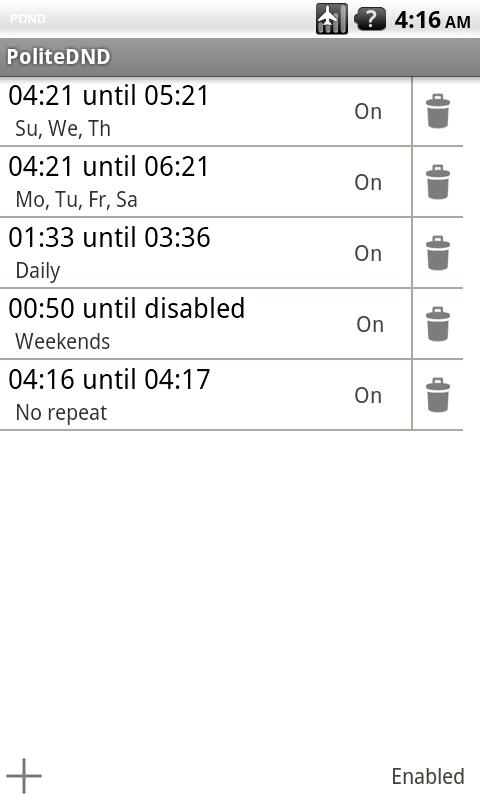 PDND
? 4:16 AM
PoliteDND
04:21 until 05:21
On
Su, We, Th
04:21 until 06:21
On
Mo, Tu, Fr, Sa
01:33 until 03:36
On
Daily
00:50 until disabled
On
Weekends
04:16 until 04:17
On
No repeat
Enabled